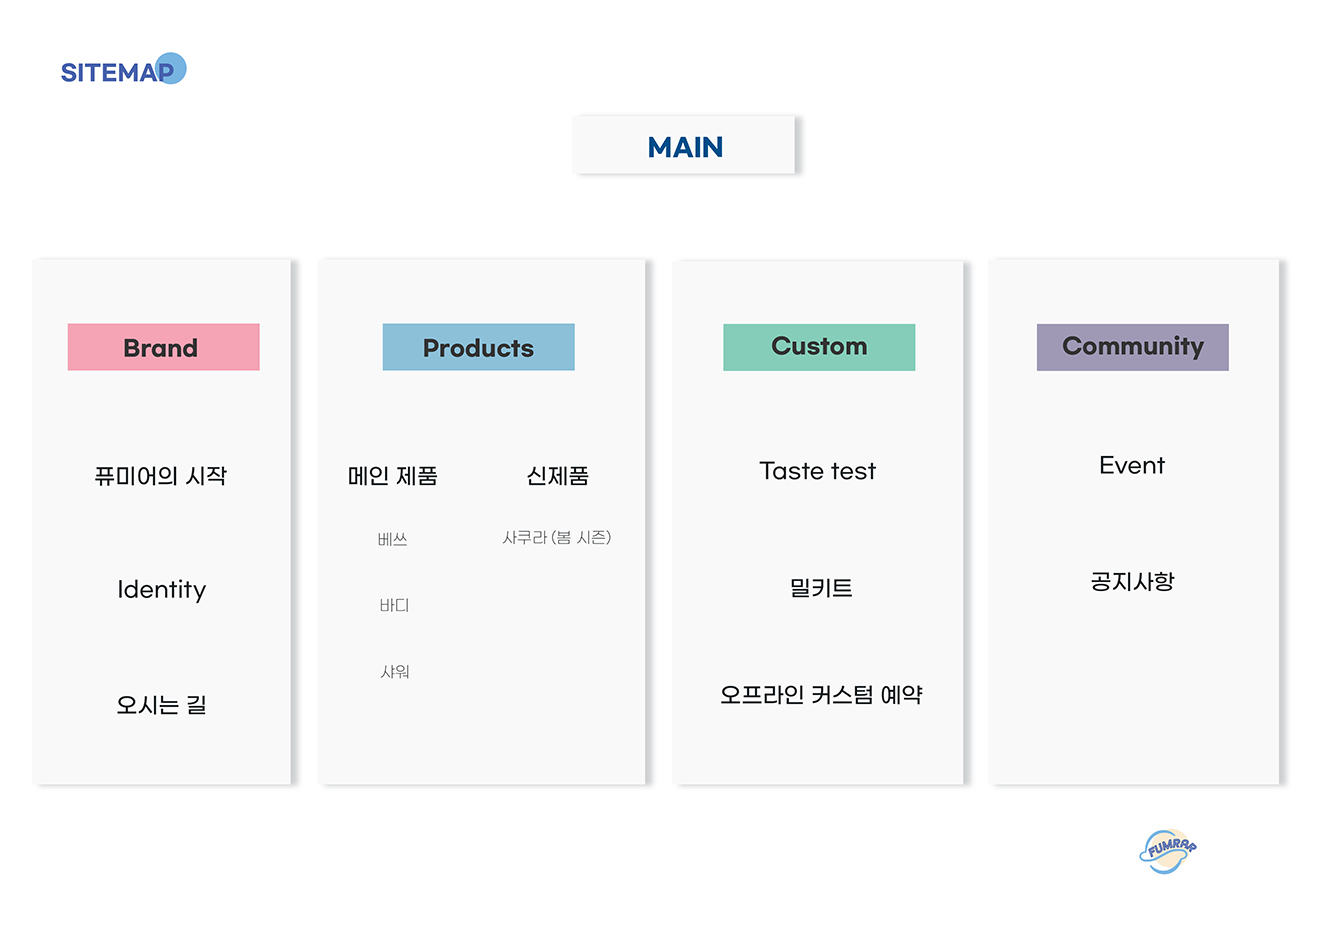 SITEMAP
MAIN
Brand
퓨미어의 시작
Identity
오시는 길
Products
메인 제품
베쓰
바디
샤워
신제품
사쿠라 (봄 시즌)
Custom
Taste test
밀키트
오프라인 커스텀 예약
Community
Event
공지사항
FUMRAP